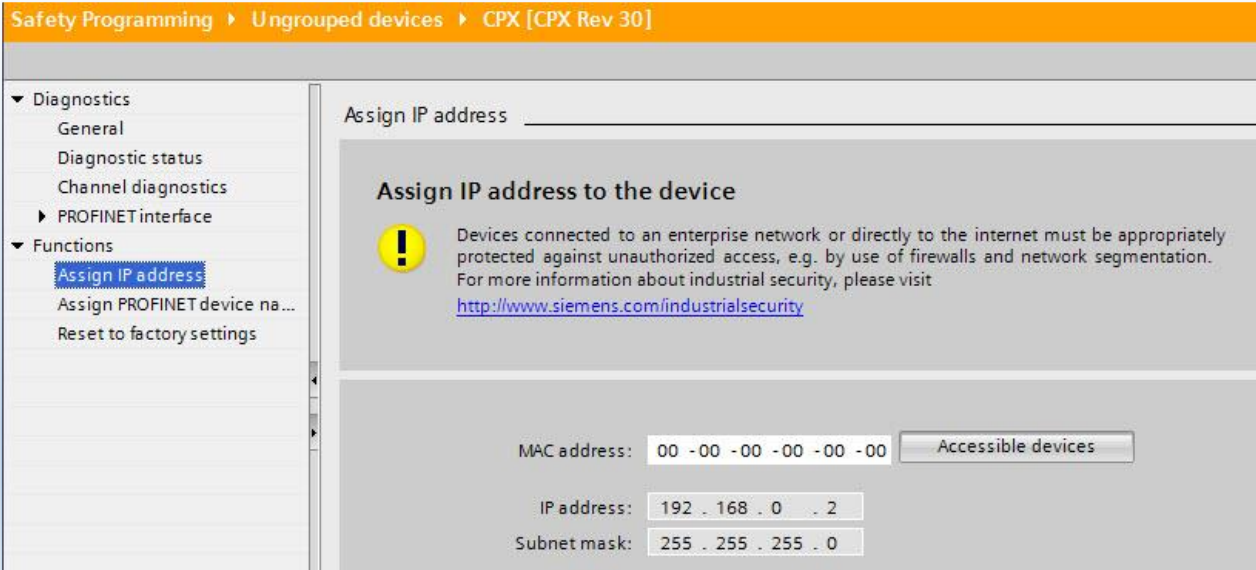 Safety Programming ▸ Ungrouped devices ▸ CPX [CPX Rev 30]
Diagnostics
General
Diagnostic status
Channel diagnostics
PROFINET interface
Functions
Assign IP address
Assign PROFINET device na...
Reset to factory settings
Assign IP address
Assign IP address to the device
Devices connected to an enterprise network or directly to the internet must be appropriately
protected against unauthorized access, e.g. by use of firewalls and network segmentation.
For more information about industrial security, please visit
http://www.siemens.com/industrialsecurity
MAC address: 00 -00 -00 -00 -00 -00 Accessible devices
IP address: 192 . 168 . 0 . 2
Subnet mask: 255 . 255 . 255 . 0